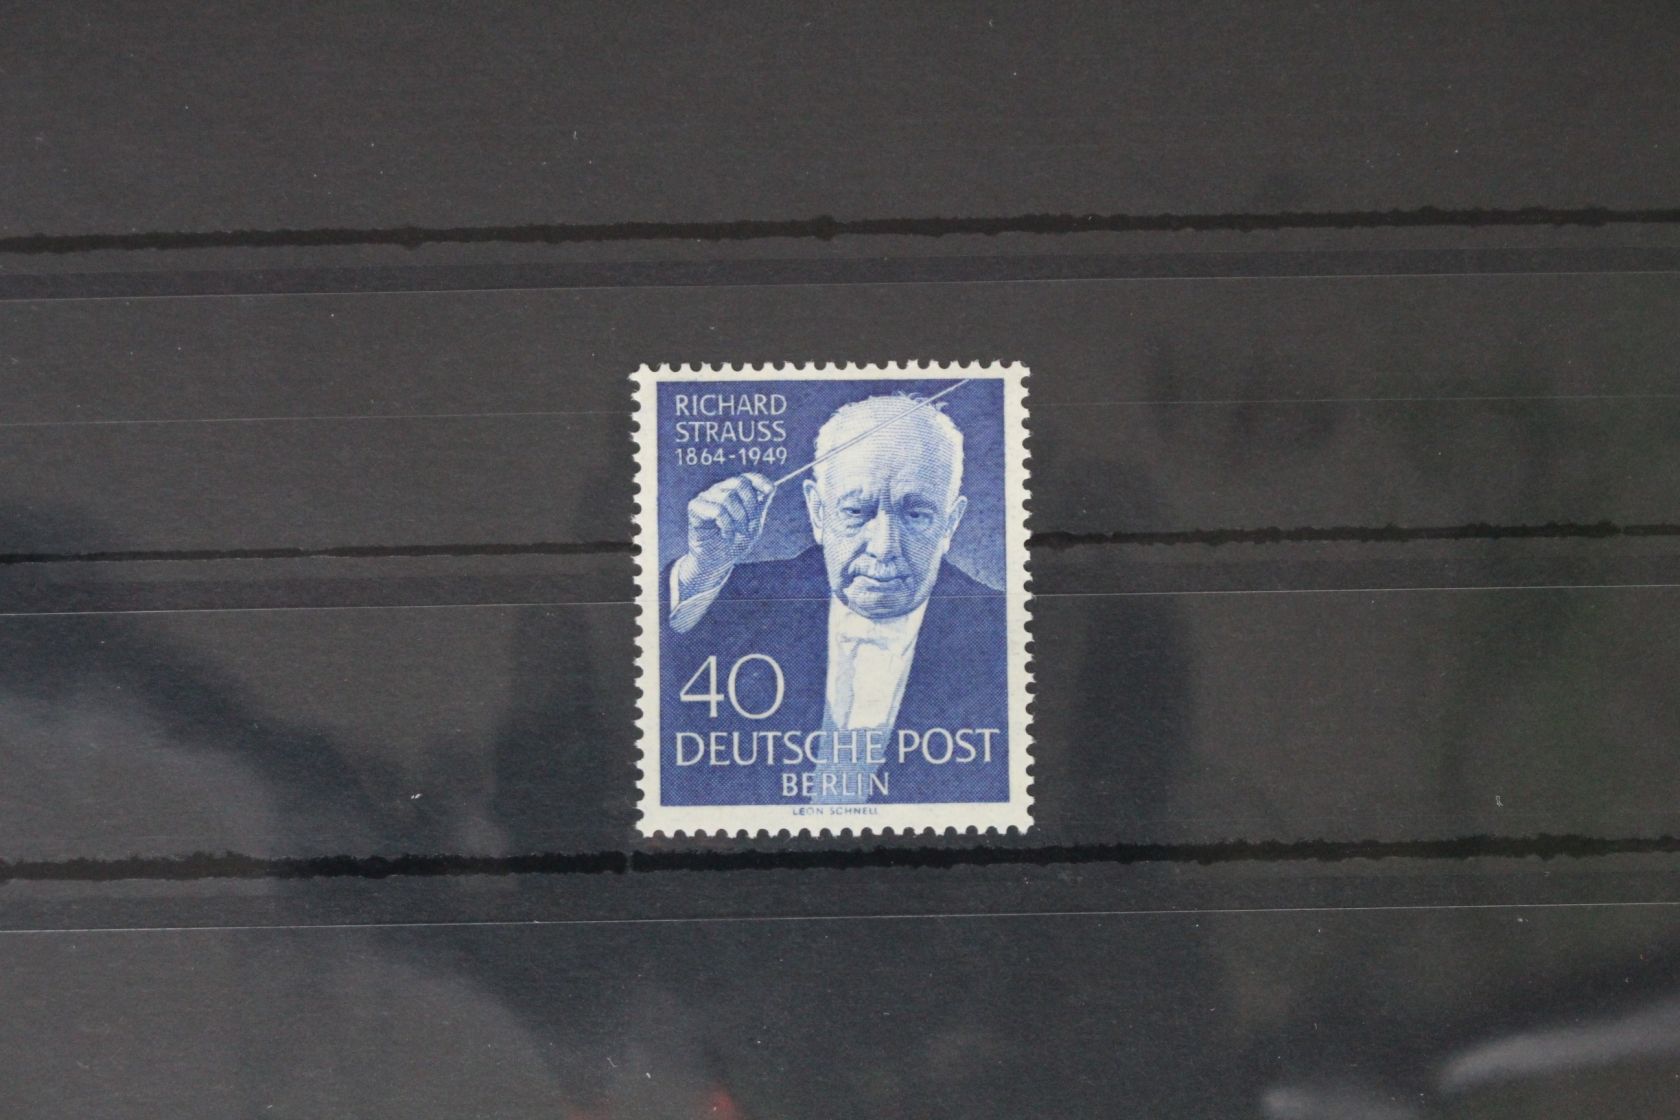 RICHARD
STRAUSS
1864-1949
40
DEUTSCHE POST
BERLIN
LEON SCHNELL